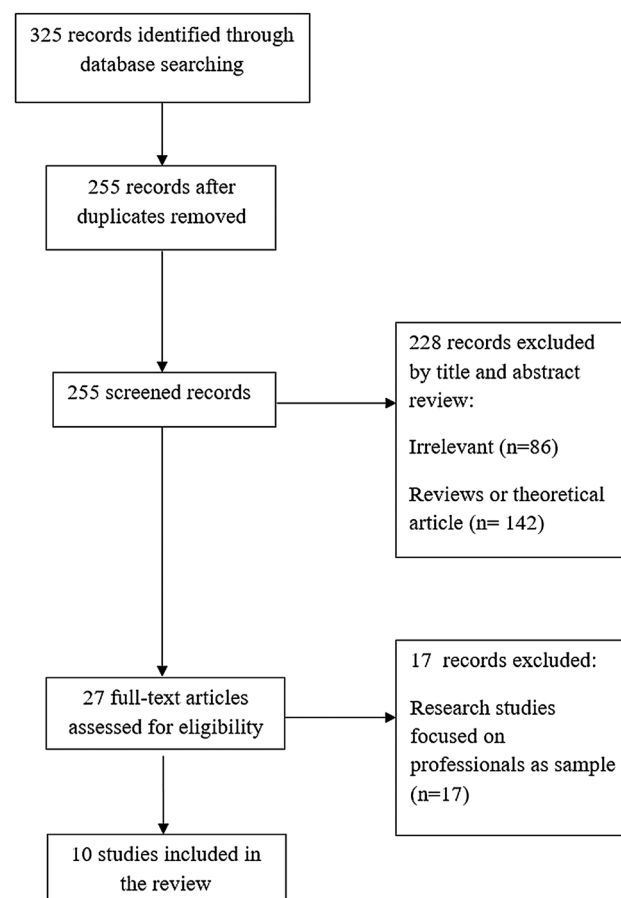 325 records identified through
database searching
255 records after
duplicates removed
255 screened records
228 records excluded
by title and abstract
review:
Irrelevant (n=86)
Reviews or theoretical
article (n= 142)
27 full-text articles
assessed for eligibility
17 records excluded:
Research studies
focused on
professionals as sample
(n=17)
10 studies included in
the review